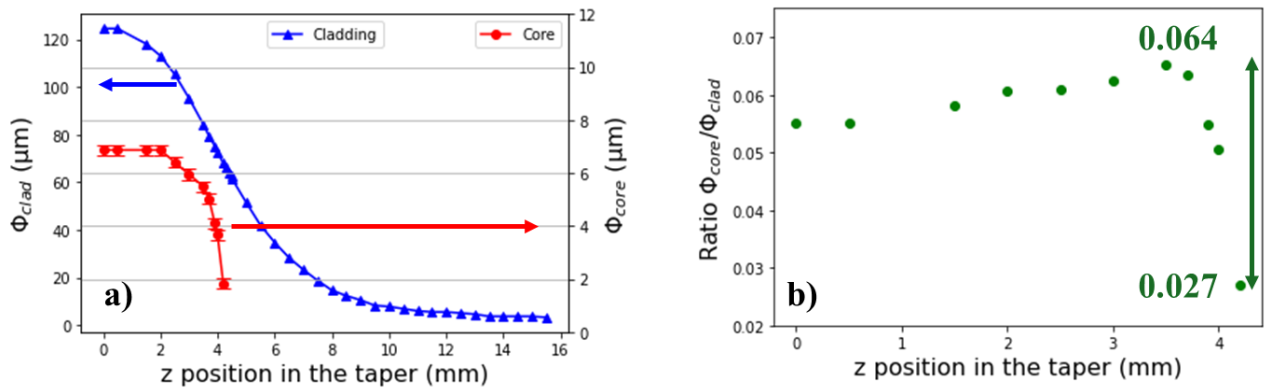 Cladding
Core
120
100
80
60
40
20
0
Φclad (μm)
12
10
8
6
4
2
0
Φcore (μm)
0 2 4 6 8 10 12 14 16
z position in the taper (mm)
a)
0.07
0.06
0.05
0.04
0.03
0.02
Ratio Φcore/Φclad
0.064
0.027
b)
0 1 2 3 4
z position in the taper (mm)